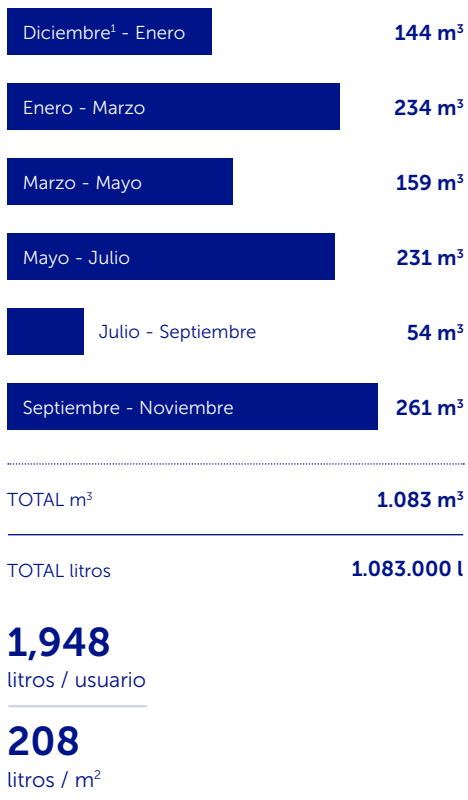 Diciembre¹ - Enero 144 m³
Enero - Marzo 234 m³
Marzo - Mayo 159 m³
Mayo - Julio 231 m³
Julio - Septiembre 54 m³
Septiembre - Noviembre 261 m³
TOTAL m³ 1.083 m³
TOTAL litros 1.083.000 l
1,948
litros / usuario
208
litros / m²